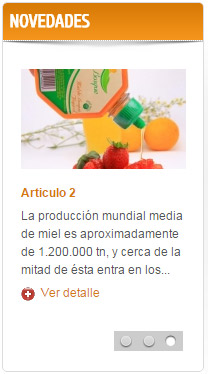 NOVEDADES
Articulo 2
La producción mundial media
de miel es aproximadamente
de 1.200.000 tn, y cerca de la
mitad de ésta entra en los...
Ver detalle